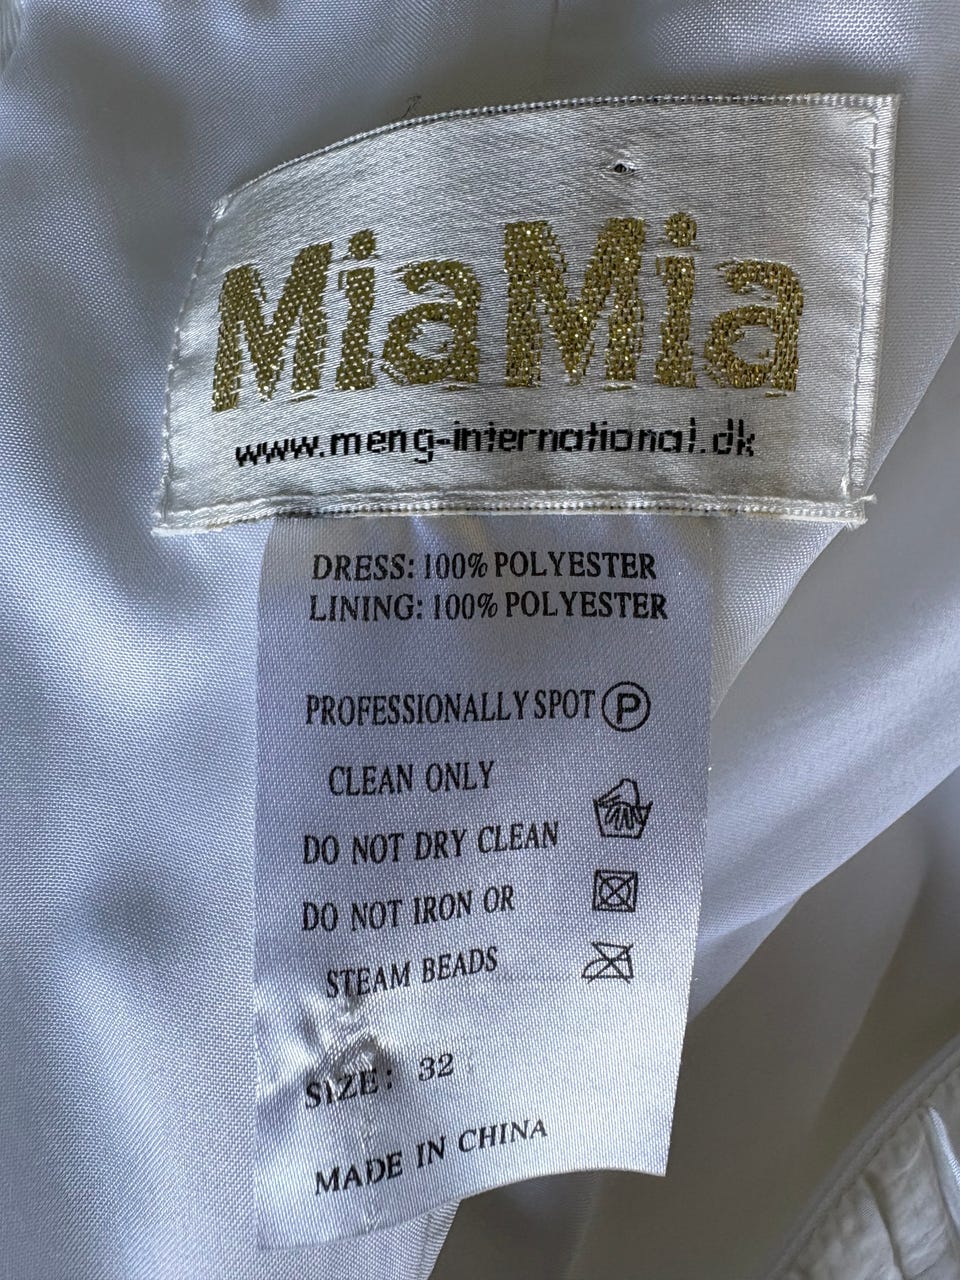 MiaMia
www.meng-international.dk
DRESS: 100% POLYESTER
LINING: 100% POLYESTER
PROFESSIONALLY SPOT Ⓟ
CLEAN ONLY
DO NOT DRY CLEAN
DO NOT IRON OR
STEAM BEADS
SIZE: 32
MADE IN CHINA